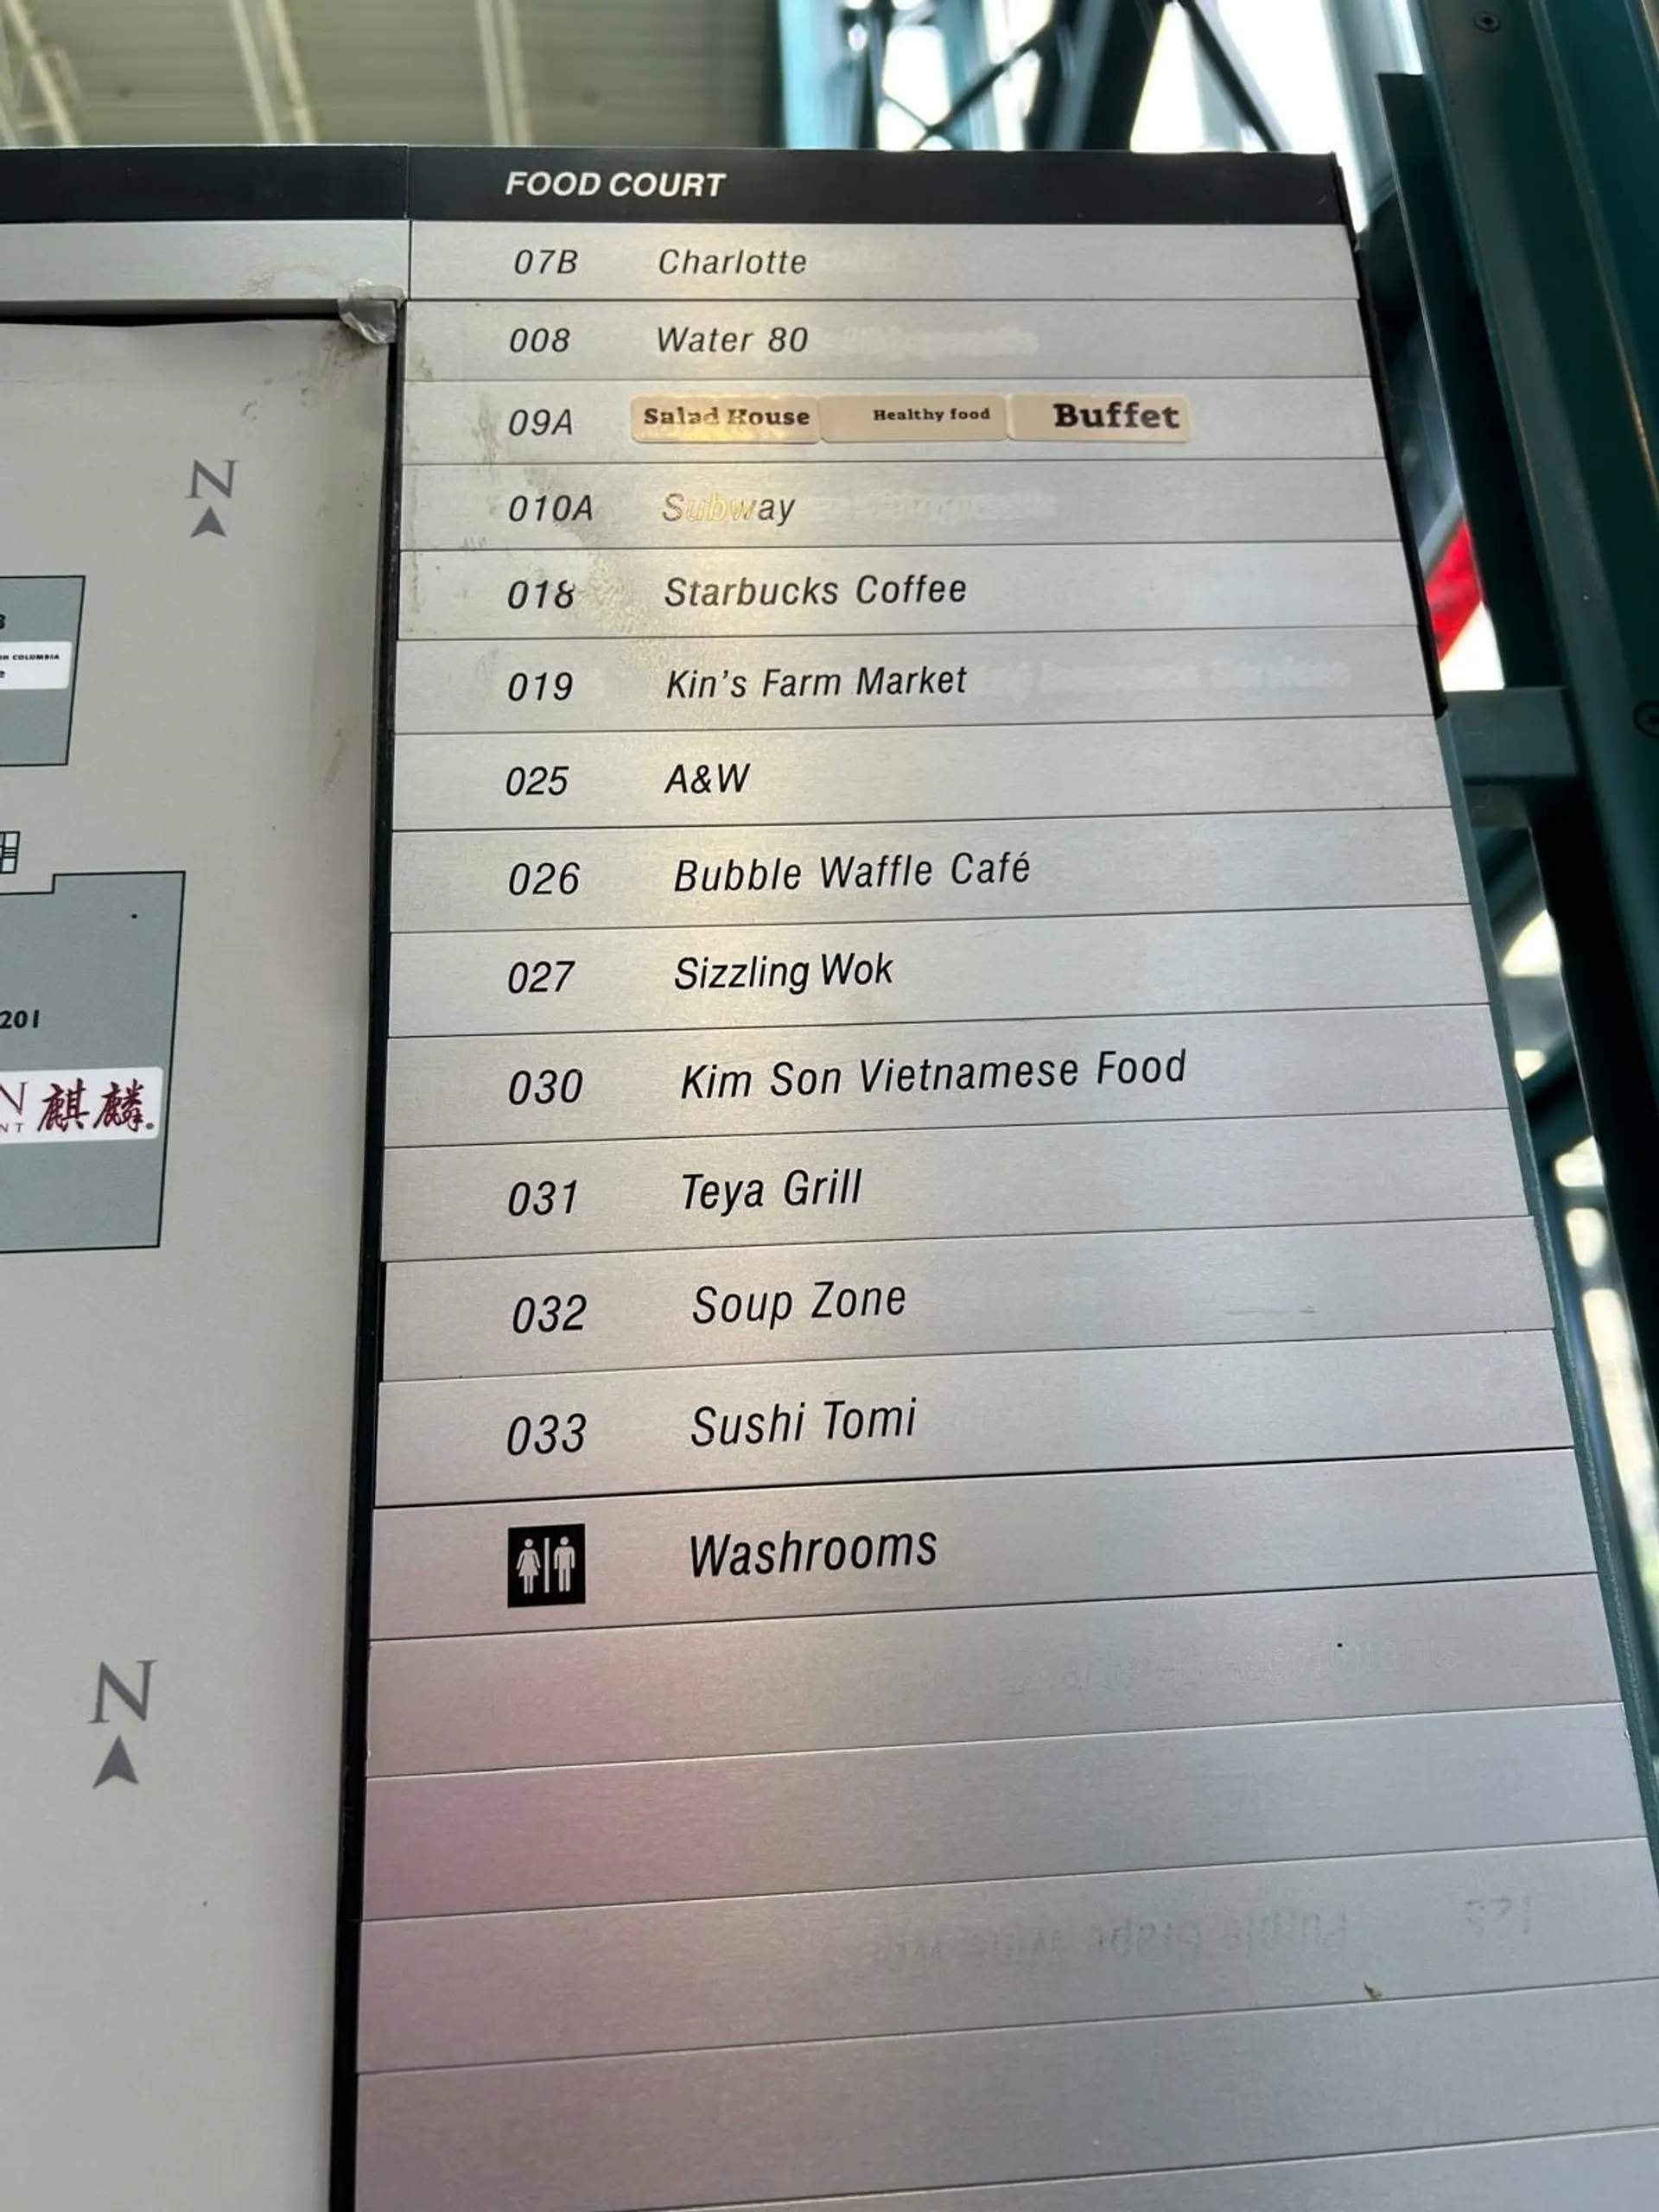 FOOD COURT
07B Charlotte
008 Water 80
09A Salad House Healthy food Buffet
010A Subway
018 Starbucks Coffee
019 Kin's Farm Market
025 A&W
026 Bubble Waffle Café
027 Sizzling Wok
030 Kim Son Vietnamese Food
031 Teya Grill
032 Soup Zone
033 Sushi Tomi
Washrooms
N
COLUMBIA
201
N 麒麟
NT
N